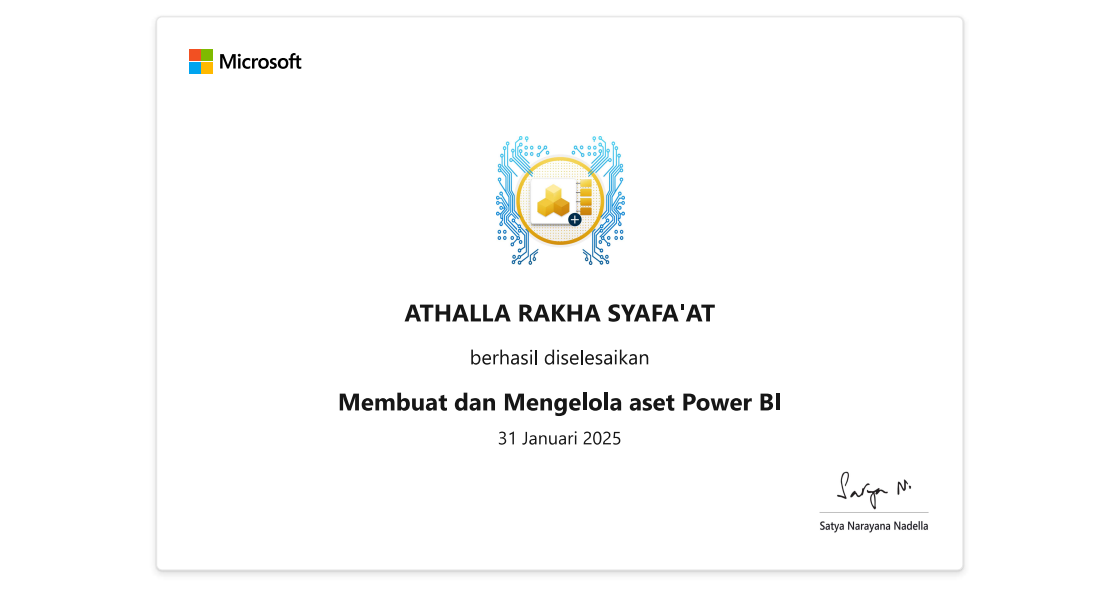 Microsoft
ATHALLA RAKHA SYAFA'AT
berhasil diselesaikan
Membuat dan Mengelola aset Power BI
31 Januari 2025
Satya N.
Satya Narayana Nadella